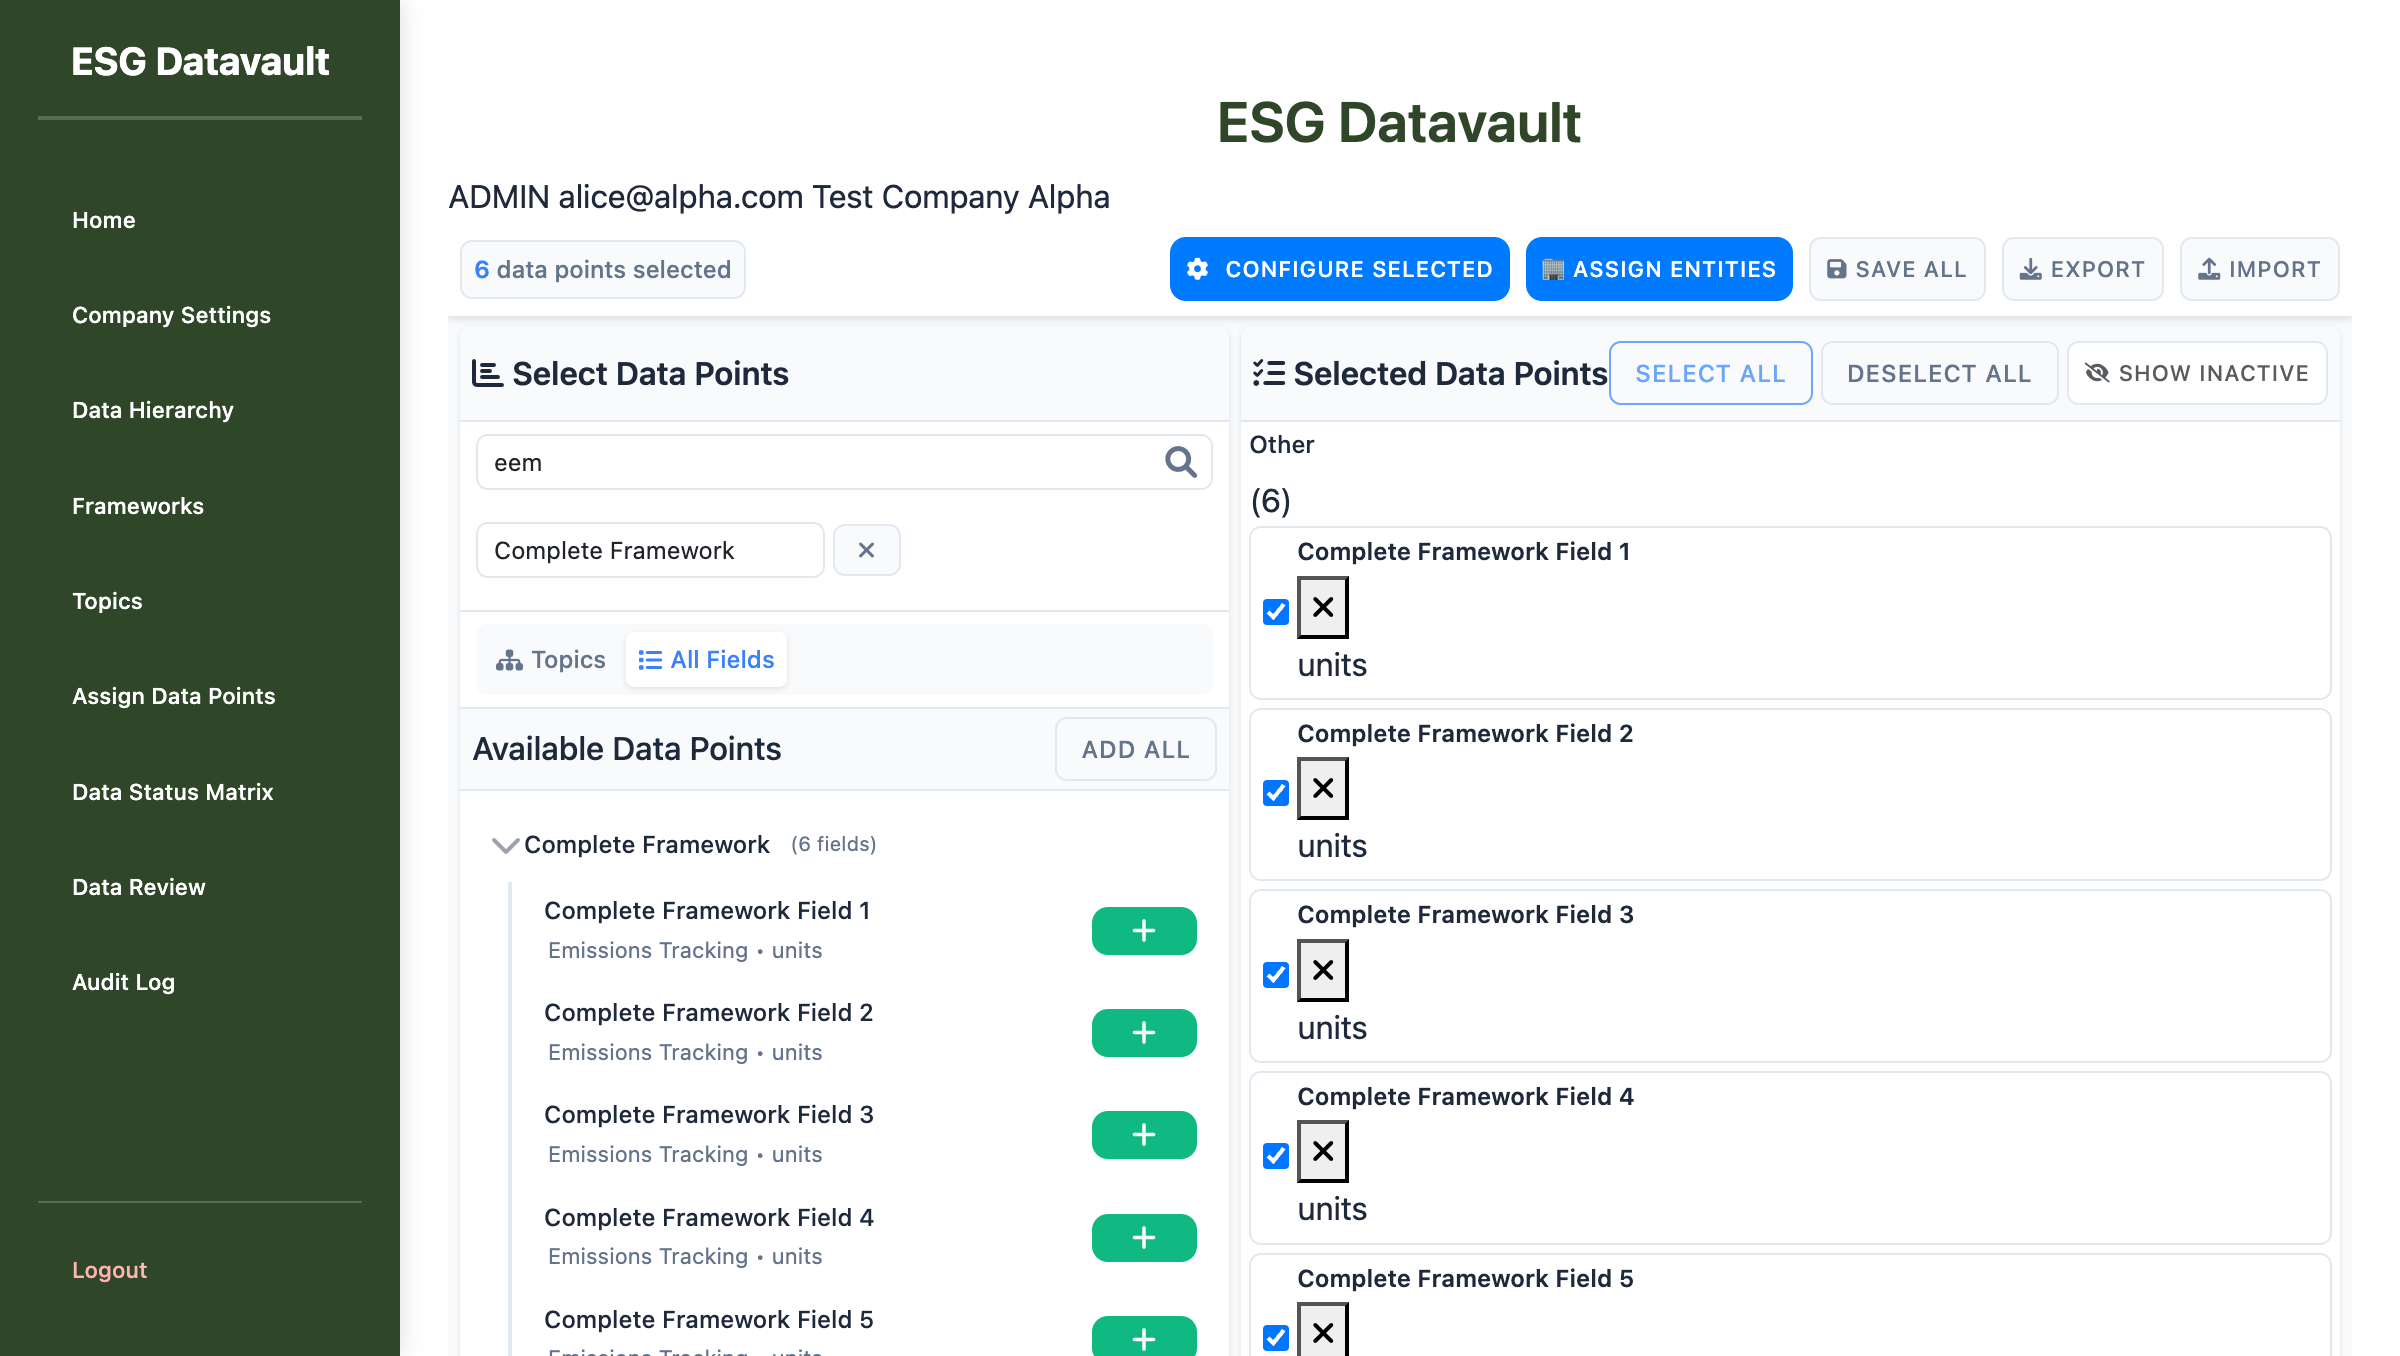 ESG Datavault
Home
Company Settings
Data Hierarchy
Frameworks
Topics
Assign Data Points
Data Status Matrix
Data Review
Audit Log
Logout
ESG Datavault
ADMIN alice@alpha.com Test Company Alpha
6 data points selected
CONFIGURE SELECTED
ASSIGN ENTITIES
SAVE ALL
EXPORT
IMPORT
Select Data Points
eem
Complete Framework
Topics
All Fields
Available Data Points
ADD ALL
Complete Framework (6 fields)
Complete Framework Field 1
Emissions Tracking • units
Complete Framework Field 2
Emissions Tracking • units
Complete Framework Field 3
Emissions Tracking • units
Complete Framework Field 4
Emissions Tracking • units
Complete Framework Field 5
Emissions Tracking • units
Selected Data Points
SELECT ALL
DESELECT ALL
SHOW INACTIVE
Other
(6)
Complete Framework Field 1
units
Complete Framework Field 2
units
Complete Framework Field 3
units
Complete Framework Field 4
units
Complete Framework Field 5